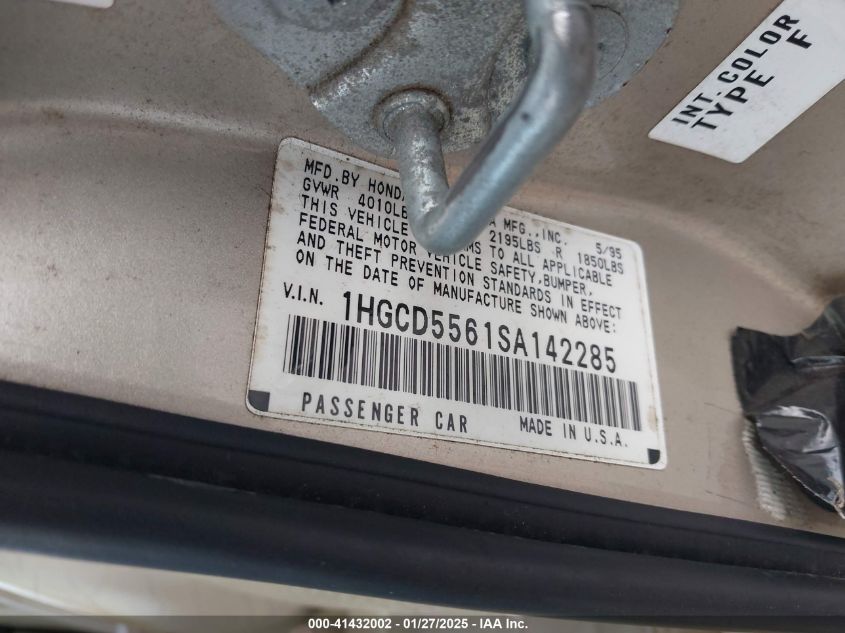 INT. COLOR
TYPE F
MFD. BY HONDA MFG., INC. 5/95
GVWR 4010LBS 2195LBS R 1850LBS
THIS VEHICLE TO ALL APPLICABLE
FEDERAL MOTOR VEHICLE SAFETY, BUMPER,
AND THEFT PREVENTION STANDARDS IN EFFECT
ON THE DATE OF MANUFACTURE SHOWN ABOVE:
V.I.N. 1HGCD5561SA142285
PASSENGER CAR MADE IN U.S.A.
000-41432002 - 01/27/2025 - IAA Inc.